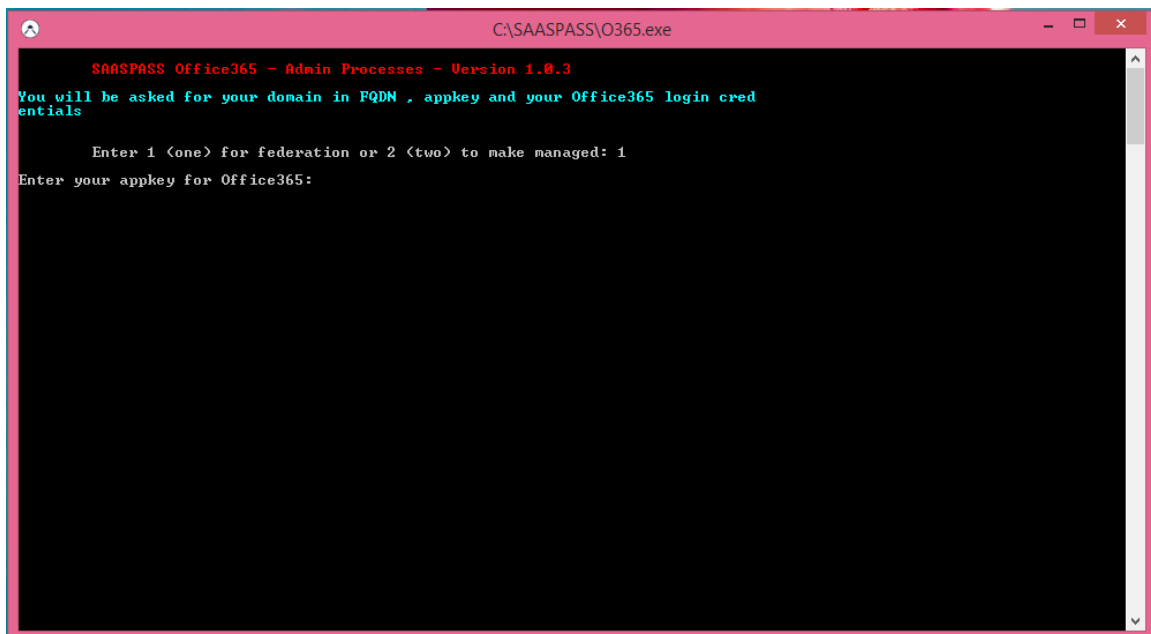 C:\SAASPASS\O365.exe
SAASPASS Office365 - Admin Processes - Version 1.0.3
You will be asked for your domain in FQDN , appkey and your Office365 login cred
entials
Enter 1 (one) for federation or 2 (two) to make managed: 1
Enter your appkey for Office365: